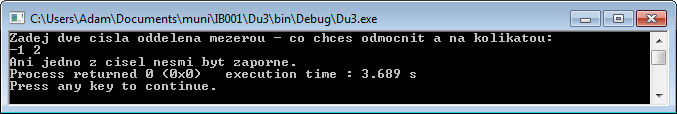 C:\Users\Adam\Documents\muni\IB001\Du3\bin\Debug\Du3.exe
Zadej dve cisla oddelena mezerou - co chces odmocnit a na kolikatou:
-1 2
Ani jedno z cisel nesmi byt zaporne.
Process returned 0 (0x0)   execution time : 3.689 s
Press any key to continue.